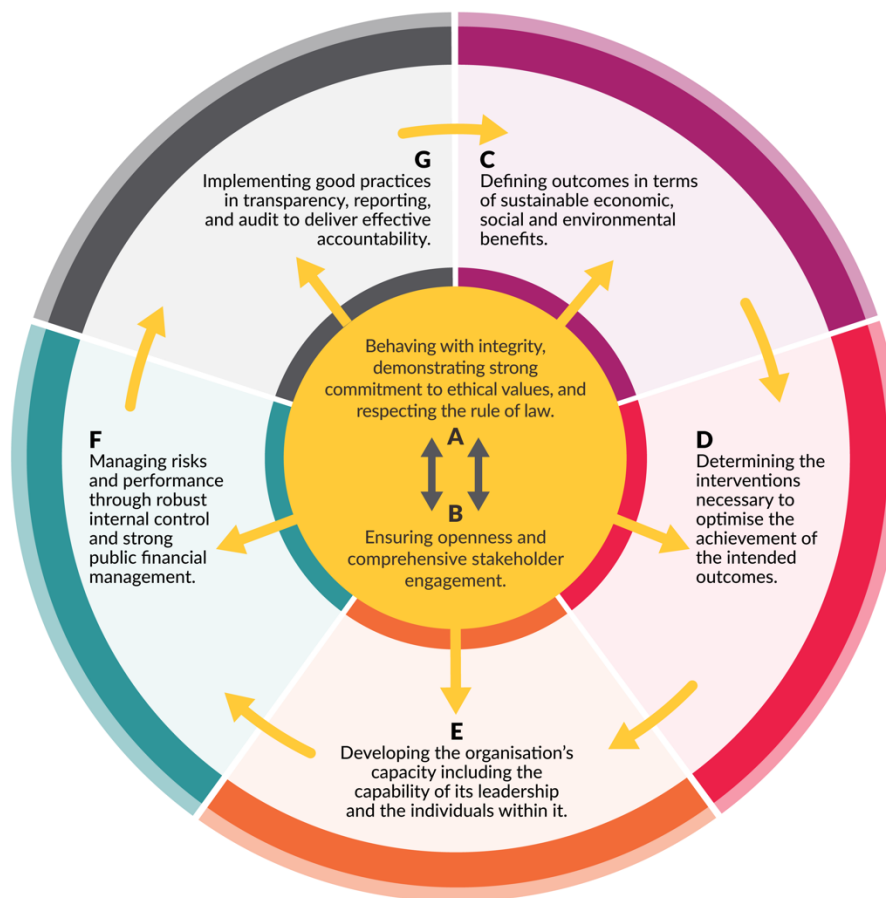 G
Implementing good practices
in transparency, reporting,
and audit to deliver effective
accountability.
C
Defining outcomes in terms
of sustainable economic,
social and environmental
benefits.
Behaving with integrity,
demonstrating strong
commitment to ethical values, and
respecting the rule of law.
A
B
Ensuring openness and
comprehensive stakeholder
engagement.
D
Determining the
interventions
necessary to
optimise the
achievement of
the intended
outcomes.
E
Developing the organisation’s
capacity including the
capability of its leadership
and the individuals within it.
F
Managing risks
and performance
through robust
internal control
and strong
public financial
management.